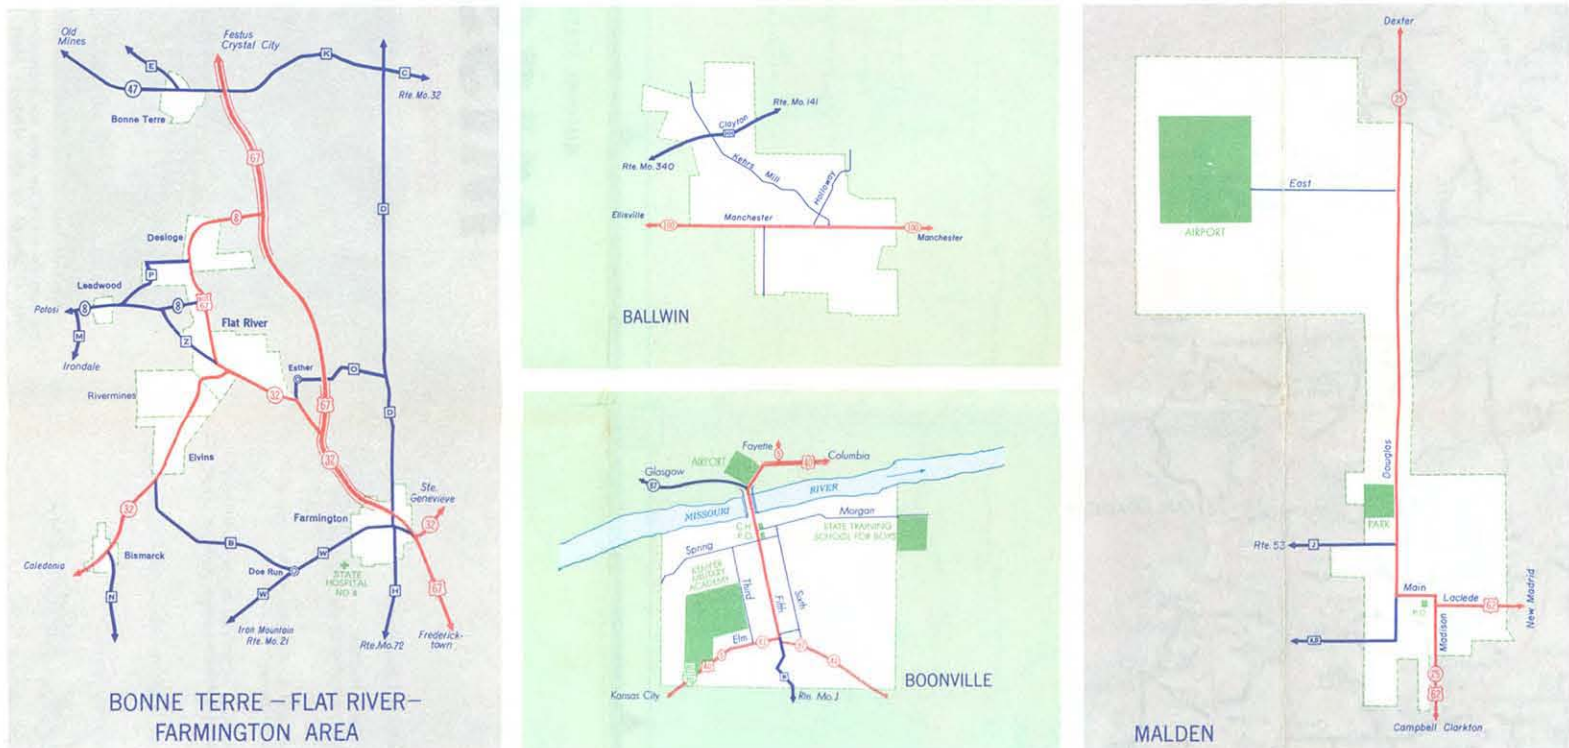 Old
Mines
Festus
Crystal City
E
K
C
47
Rte. Mo. 32
Bonne Terre
67
D
8
Desloge
P
Leadwood
8
8
67
Potosi
Flat River
M
Z
Irondale
Esther
O
Rivermines
32
67
D
Elvins
32
Ste.
Genevieve
32
Farmington
32
B
W
Bismarck
Caledonia
Doe Run
STATE
HOSPITAL
NO 4
67
N
W
H
Iron Mountain
Rte. Mo. 21
Rte. Mo. 72
Frederick-
town
BONNE TERRE – FLAT RIVER –
FARMINGTON AREA
Rte. Mo. 141
Clayton
Rte. Mo. 340
Kehrs
Mill
Holloway
Ellisville
Manchester
100
100
Manchester
BALLWIN
Fayette
5
Columbia
AIRPORT
40
Glasgow
87
MISSOURI
RIVER
Morgan
C.H.
P.O.
STATE TRAINING
SCHOOL FOR BOYS
Spring
KEMPER
MILITARY
ACADEMY
Third
Fifth
Sixth
Elm
Kansas City
Rte. Mo. J
BOONVILLE
Dexter
25
East
AIRPORT
Douglas
PARK
Rte. 53
J
Main
Laclede
62
New Madrid
P.O.
Madison
25
62
Campbell Clarkton
MALDEN